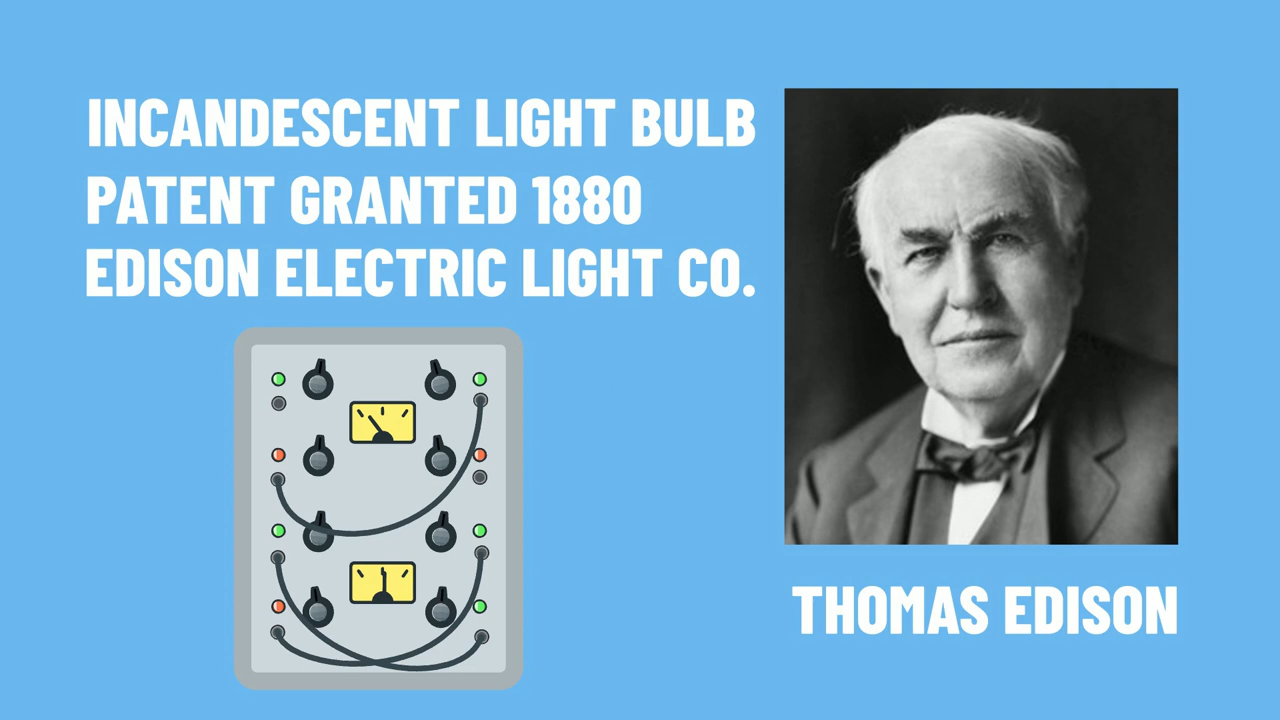 INCANDESCENT LIGHT BULB
PATENT GRANTED 1880
EDISON ELECTRIC LIGHT CO.
THOMAS EDISON